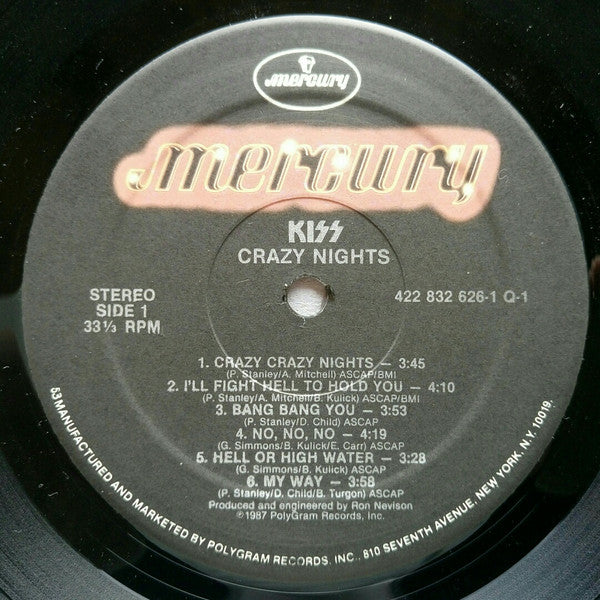 mercury
mercury
KISS
CRAZY NIGHTS
STEREO
SIDE 1
33⅓ RPM
422 832 626-1 Q-1
1. CRAZY CRAZY NIGHTS — 3:45
(P. Stanley/A. Mitchell) ASCAP/BMI
2. I'LL FIGHT HELL TO HOLD YOU — 4:10
(P. Stanley/A. Mitchell/B. Kulick) ASCAP/BMI
3. BANG BANG YOU — 3:53
(P. Stanley/D. Child) ASCAP
4. NO, NO, NO — 4:19
(G. Simmons/B. Kulick/E. Carr) ASCAP
5. HELL OR HIGH WATER — 3:28
(G. Simmons/B. Kulick) ASCAP
6. MY WAY — 3:58
(P. Stanley/D. Child/B. Turgon) ASCAP
Produced and engineered by Ron Nevison
℗1987 PolyGram Records, Inc.
53 MANUFACTURED AND MARKETED BY POLYGRAM RECORDS, INC., 810 SEVENTH AVENUE, NEW YORK, N.Y. 10019.